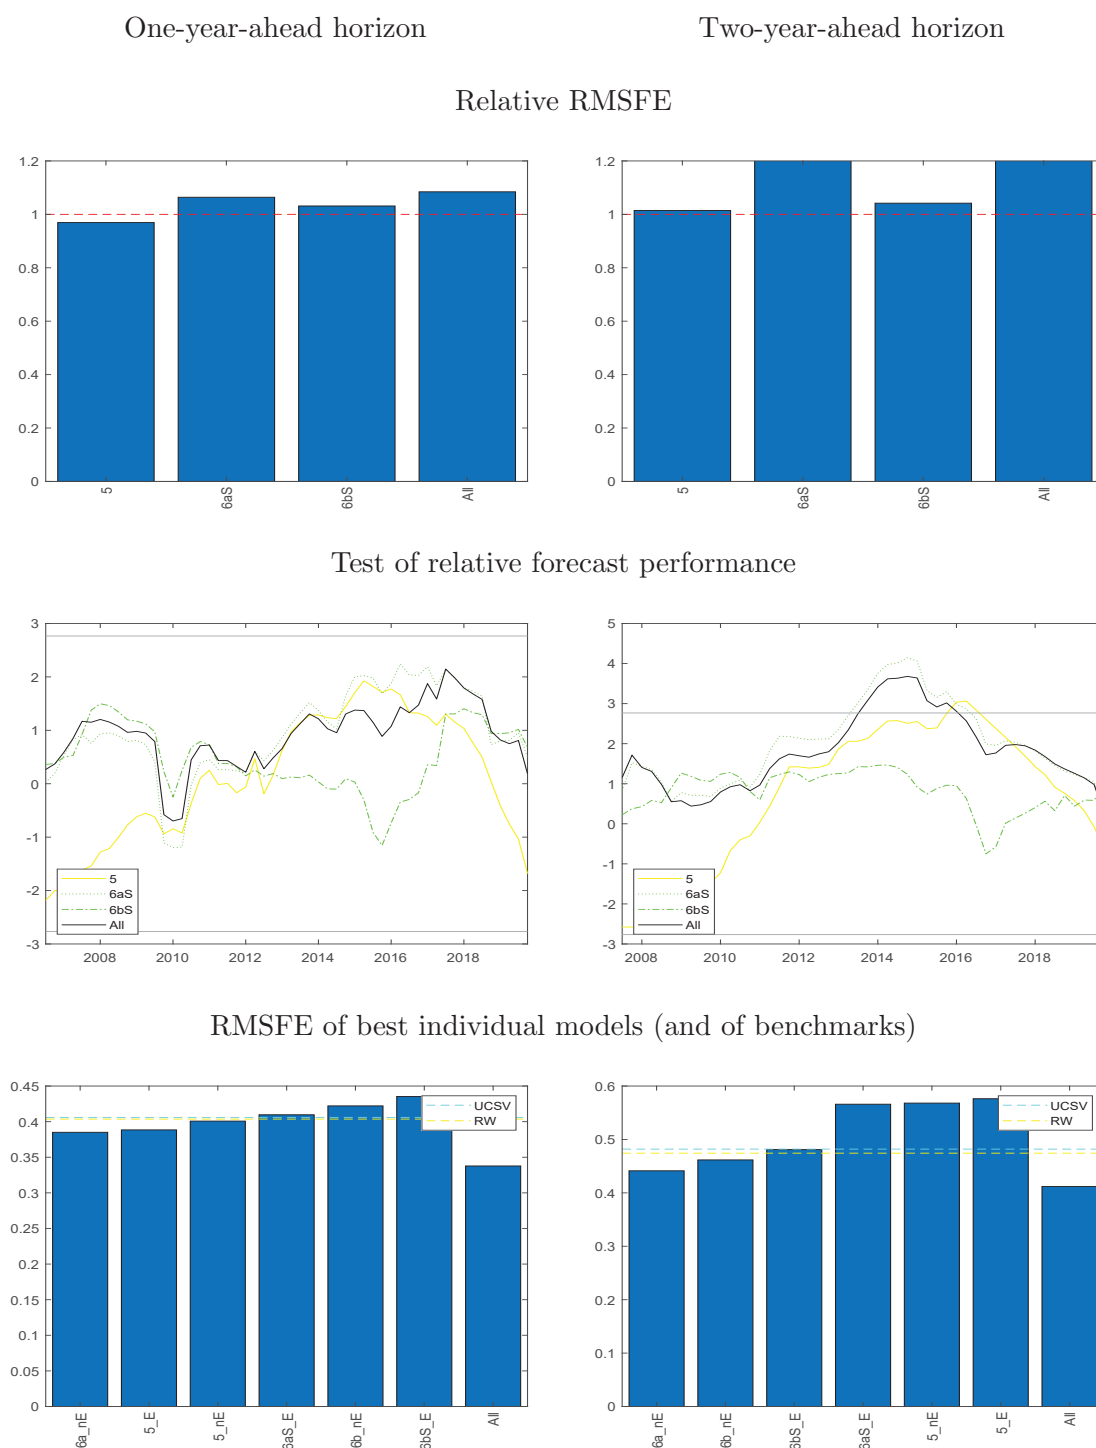 One-year-ahead horizon
Two-year-ahead horizon
Relative RMSFE
1.2
1
0.8
0.6
0.4
0.2
0
5
6aS
6bS
All
1.2
1
0.8
0.6
0.4
0.2
0
5
6aS
6bS
All
Test of relative forecast performance
3
2
1
0
-1
-2
-3
5
6aS
6bS
All
2008
2010
2012
2014
2016
2018
5
4
3
2
1
0
-1
-2
-3
5
6aS
6bS
All
2008
2010
2012
2014
2016
2018
RMSFE of best individual models (and of benchmarks)
0.45
0.4
0.35
0.3
0.25
0.2
0.15
0.1
0.05
0
UCSV
RW
6a_nE
5_E
5_nE
6aS_E
6b_nE
6bS_E
All
0.6
0.5
0.4
0.3
0.2
0.1
0
UCSV
RW
6a_nE
6b_nE
6bS_E
6aS_E
5_nE
5_E
All